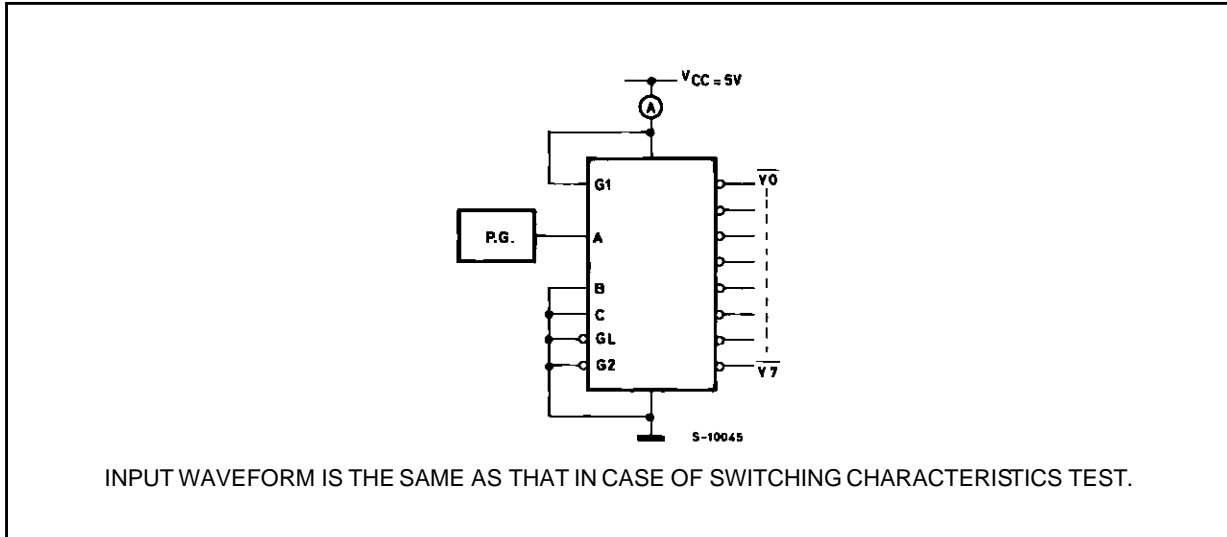 VCC = 5V
A
G1
Y0
P.G.
A
B
C
GL
G2
Y7
S-10045
INPUT WAVEFORM IS THE SAME AS THAT IN CASE OF SWITCHING CHARACTERISTICS TEST.